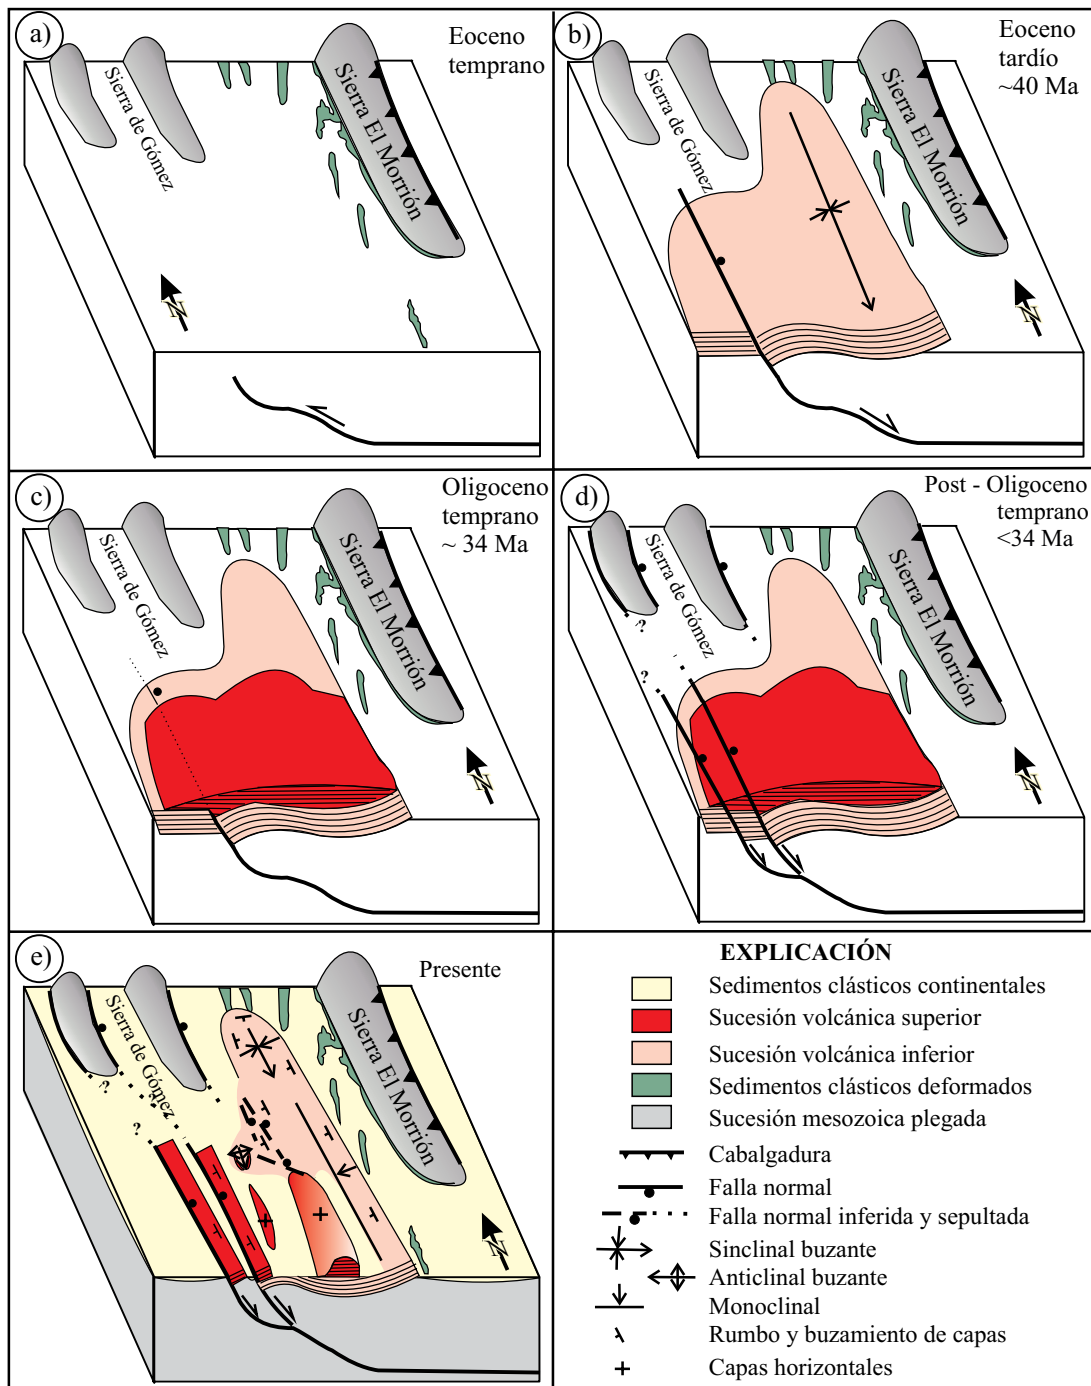 a)
Eoceno
temprano
Sierra de Gómez
Sierra El Morrión
N
b)
Eoceno
tardío
~40 Ma
Sierra de Gómez
Sierra El Morrión
N
c)
Oligoceno
temprano
~ 34 Ma
Sierra de Gómez
Sierra El Morrión
N
d)
Post - Oligoceno
temprano
<34 Ma
Sierra de Gómez
Sierra El Morrión
?
?
N
e)
Presente
Sierra de Gómez
Sierra El Morrión
?
?
N
EXPLICACIÓN
Sedimentos clásticos continentales
Sucesión volcánica superior
Sucesión volcánica inferior
Sedimentos clásticos deformados
Sucesión mesozoica plegada
Cabalgadura
Falla normal
Falla normal inferida y sepultada
Sinclinal buzante
Anticlinal buzante
Monoclinal
Rumbo y buzamiento de capas
Capas horizontales